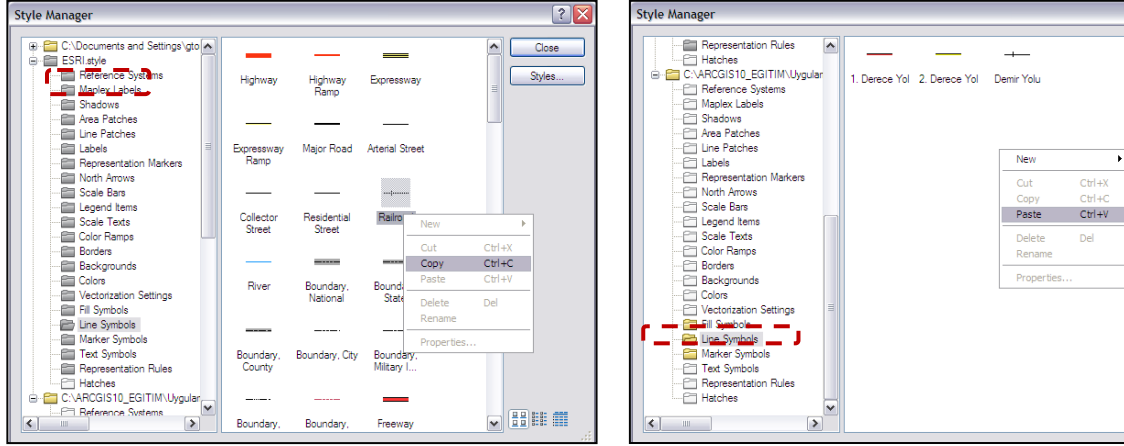 Style Manager
C:\Documents and Settings\gto
ESRI.style
Reference Systems
Maplex Labels
Shadows
Area Patches
Line Patches
Labels
Representation Markers
North Arrows
Scale Bars
Legend Items
Scale Texts
Color Ramps
Borders
Backgrounds
Colors
Vectorization Settings
Fill Symbols
Line Symbols
Marker Symbols
Text Symbols
Representation Rules
Hatches
C:\ARCGIS10_EGITIM\Uygular
Reference Systems
Highway
Highway Ramp
Expressway
Expressway Ramp
Major Road
Arterial Street
Collector Street
Residential Street
Railro
River
Boundary, National
Bound
State
Boundary, County
Boundary, City
Boundary, Military I...
Boundary,
Boundary,
Freeway
New
Cut Ctrl+X
Copy Ctrl+C
Paste Ctrl+V
Delete Del
Rename
Properties...
Close
Styles...
Style Manager
Representation Rules
Hatches
C:\ARCGIS10_EGITIM\Uygular
Reference Systems
Maplex Labels
Shadows
Area Patches
Line Patches
Labels
Representation Markers
North Arrows
Scale Bars
Legend Items
Scale Texts
Color Ramps
Borders
Backgrounds
Colors
Vectorization Settings
Fill Symbols
Line Symbols
Marker Symbols
Text Symbols
Representation Rules
Hatches
1. Derece Yol
2. Derece Yol
Demir Yolu
New
Cut Ctrl+X
Copy Ctrl+C
Paste Ctrl+V
Delete Del
Rename
Properties...